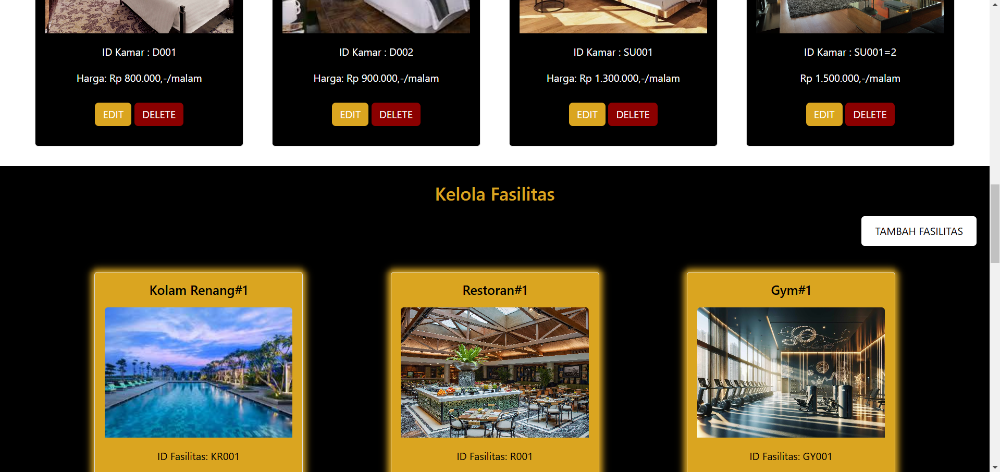 ID Kamar : D001
Harga: Rp 800.000,-/malam
EDIT DELETE
ID Kamar : D002
Harga: Rp 900.000,-/malam
EDIT DELETE
ID Kamar : SU001
Harga: Rp 1.300.000,-/malam
EDIT DELETE
ID Kamar : SU001=2
Rp 1.500.000,-/malam
EDIT DELETE
Kelola Fasilitas
TAMBAH FASILITAS
Kolam Renang#1
ID Fasilitas: KR001
Restoran#1
ID Fasilitas: R001
Gym#1
ID Fasilitas: GY001